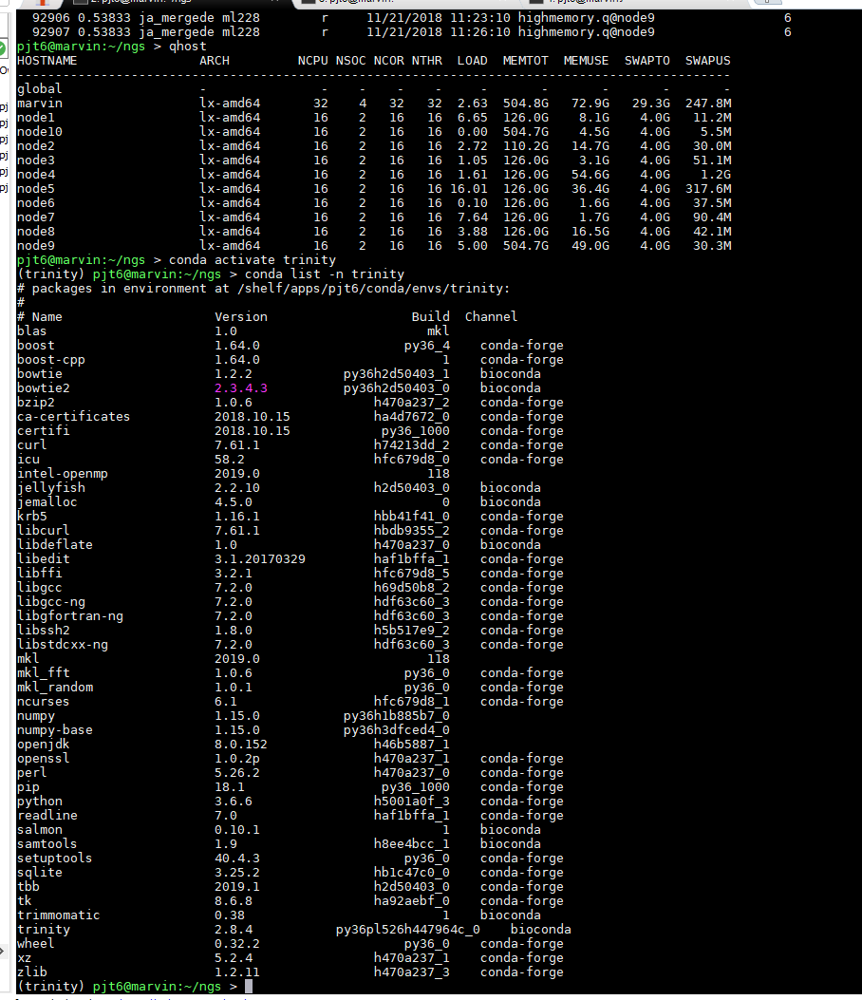 92906 0.53833 ja_mergede ml228        r     11/21/2018 11:23:10 highmemory.q@node9                 6
92907 0.53833 ja_mergede ml228        r     11/21/2018 11:26:10 highmemory.q@node9                 6
pjt6@marvin:~/ngs > qhost
HOSTNAME                ARCH         NCPU NSOC NCOR NTHR  LOAD  MEMTOT  MEMUSE  SWAPTO  SWAPUS
----------------------------------------------------------------------------------------------
global                  -               -    -    -    -     -       -       -       -       -
marvin                  lx-amd64       32    4   32   32  2.63  504.8G   72.9G   29.3G  247.8M
node1                   lx-amd64       16    2   16   16  6.65  126.0G    8.1G    4.0G   11.2M
node10                  lx-amd64       16    2   16   16  0.00  504.7G    4.5G    4.0G    5.5M
node2                   lx-amd64       16    2   16   16  2.72  110.2G   14.7G    4.0G   30.0M
node3                   lx-amd64       16    2   16   16  1.05  126.0G    3.1G    4.0G   51.1M
node4                   lx-amd64       16    2   16   16  1.61  126.0G   54.6G    4.0G    1.2G
node5                   lx-amd64       16    2   16   16 16.01  126.0G   36.4G    4.0G  317.6M
node6                   lx-amd64       16    2   16   16  0.10  126.0G    1.6G    4.0G   37.5M
node7                   lx-amd64       16    2   16   16  7.64  126.0G    1.7G    4.0G   90.4M
node8                   lx-amd64       16    2   16   16  3.88  126.0G   16.5G    4.0G   42.1M
node9                   lx-amd64       16    2   16   16  5.00  504.7G   49.0G    4.0G   30.3M
pjt6@marvin:~/ngs > conda activate trinity
(trinity) pjt6@marvin:~/ngs > conda list -n trinity
# packages in environment at /shelf/apps/pjt6/conda/envs/trinity:
#
# Name                    Version                   Build  Channel
blas                      1.0                         mkl
boost                     1.64.0                   py36_4    conda-forge
boost-cpp                 1.64.0                        1    conda-forge
bowtie                    1.2.2            py36h2d50403_1    bioconda
bowtie2                   2.3.4.3          py36h2d50403_0    bioconda
bzip2                     1.0.6                h470a237_2    conda-forge
ca-certificates           2018.10.15           ha4d7672_0    conda-forge
certifi                   2018.10.15            py36_1000    conda-forge
curl                      7.61.1               h74213dd_2    conda-forge
icu                       58.2                 hfc679d8_0    conda-forge
intel-openmp              2019.0                      118
jellyfish                 2.2.10               h2d50403_0    bioconda
jemalloc                  4.5.0                         0    bioconda
krb5                      1.16.1               hbb41f41_0    conda-forge
libcurl                   7.61.1               hbdb9355_2    conda-forge
libdeflate                1.0                  h470a237_0    bioconda
libedit                   3.1.20170329         haf1bffa_1    conda-forge
libffi                    3.2.1                hfc679d8_5    conda-forge
libgcc                    7.2.0                h69d50b8_2    conda-forge
libgcc-ng                 7.2.0                hdf63c60_3    conda-forge
libgfortran-ng            7.2.0                hdf63c60_3    conda-forge
libssh2                   1.8.0                h5b517e9_2    conda-forge
libstdcxx-ng              7.2.0                hdf63c60_3    conda-forge
mkl                       2019.0                      118
mkl_fft                   1.0.6                    py36_0    conda-forge
mkl_random                1.0.1                    py36_0    conda-forge
ncurses                   6.1                  hfc679d8_1    conda-forge
numpy                     1.15.0           py36h1b885b7_0
numpy-base                1.15.0           py36h3dfced4_0
openjdk                   8.0.152              h46b5887_1
openssl                   1.0.2p               h470a237_1    conda-forge
perl                      5.26.2               h470a237_0    conda-forge
pip                       18.1                  py36_1000    conda-forge
python                    3.6.6                h5001a0f_3    conda-forge
readline                  7.0                  haf1bffa_1    conda-forge
salmon                    0.10.1                        1    bioconda
samtools                  1.9                  h8ee4bcc_1    bioconda
setuptools                40.4.3                   py36_0    conda-forge
sqlite                    3.25.2               hb1c47c0_0    conda-forge
tbb                       2019.1               h2d50403_0    conda-forge
tk                        8.6.8                ha92aebf_0    conda-forge
trimmomatic               0.38                          1    bioconda
trinity                   2.8.4           py36pl526h447964c_0    bioconda
wheel                     0.32.2                   py36_0    conda-forge
xz                        5.2.4                h470a237_1    conda-forge
zlib                      1.2.11               h470a237_3    conda-forge
(trinity) pjt6@marvin:~/ngs >